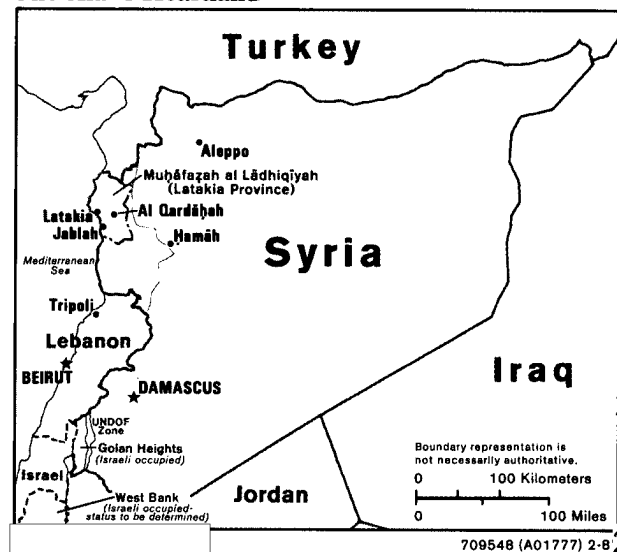 Turkey
Aleppo
Muḥāfaẓah al Lādhiqīyah
(Latakia Province)
Latakia
Al Qardāḥah
Jablah
Ḥamāh
Mediterranean
Sea
Syria
Tripoli
Lebanon
BEIRUT
DAMASCUS
Iraq
UNDOF
Zone
Golan Heights
(Israeli occupied)
Israel
West Bank
(Israeli occupied-
status to be determined)
Jordan
Boundary representation is
not necessarily authoritative.
0 100 Kilometers
0 100 Miles
709548 (A01777) 2-8